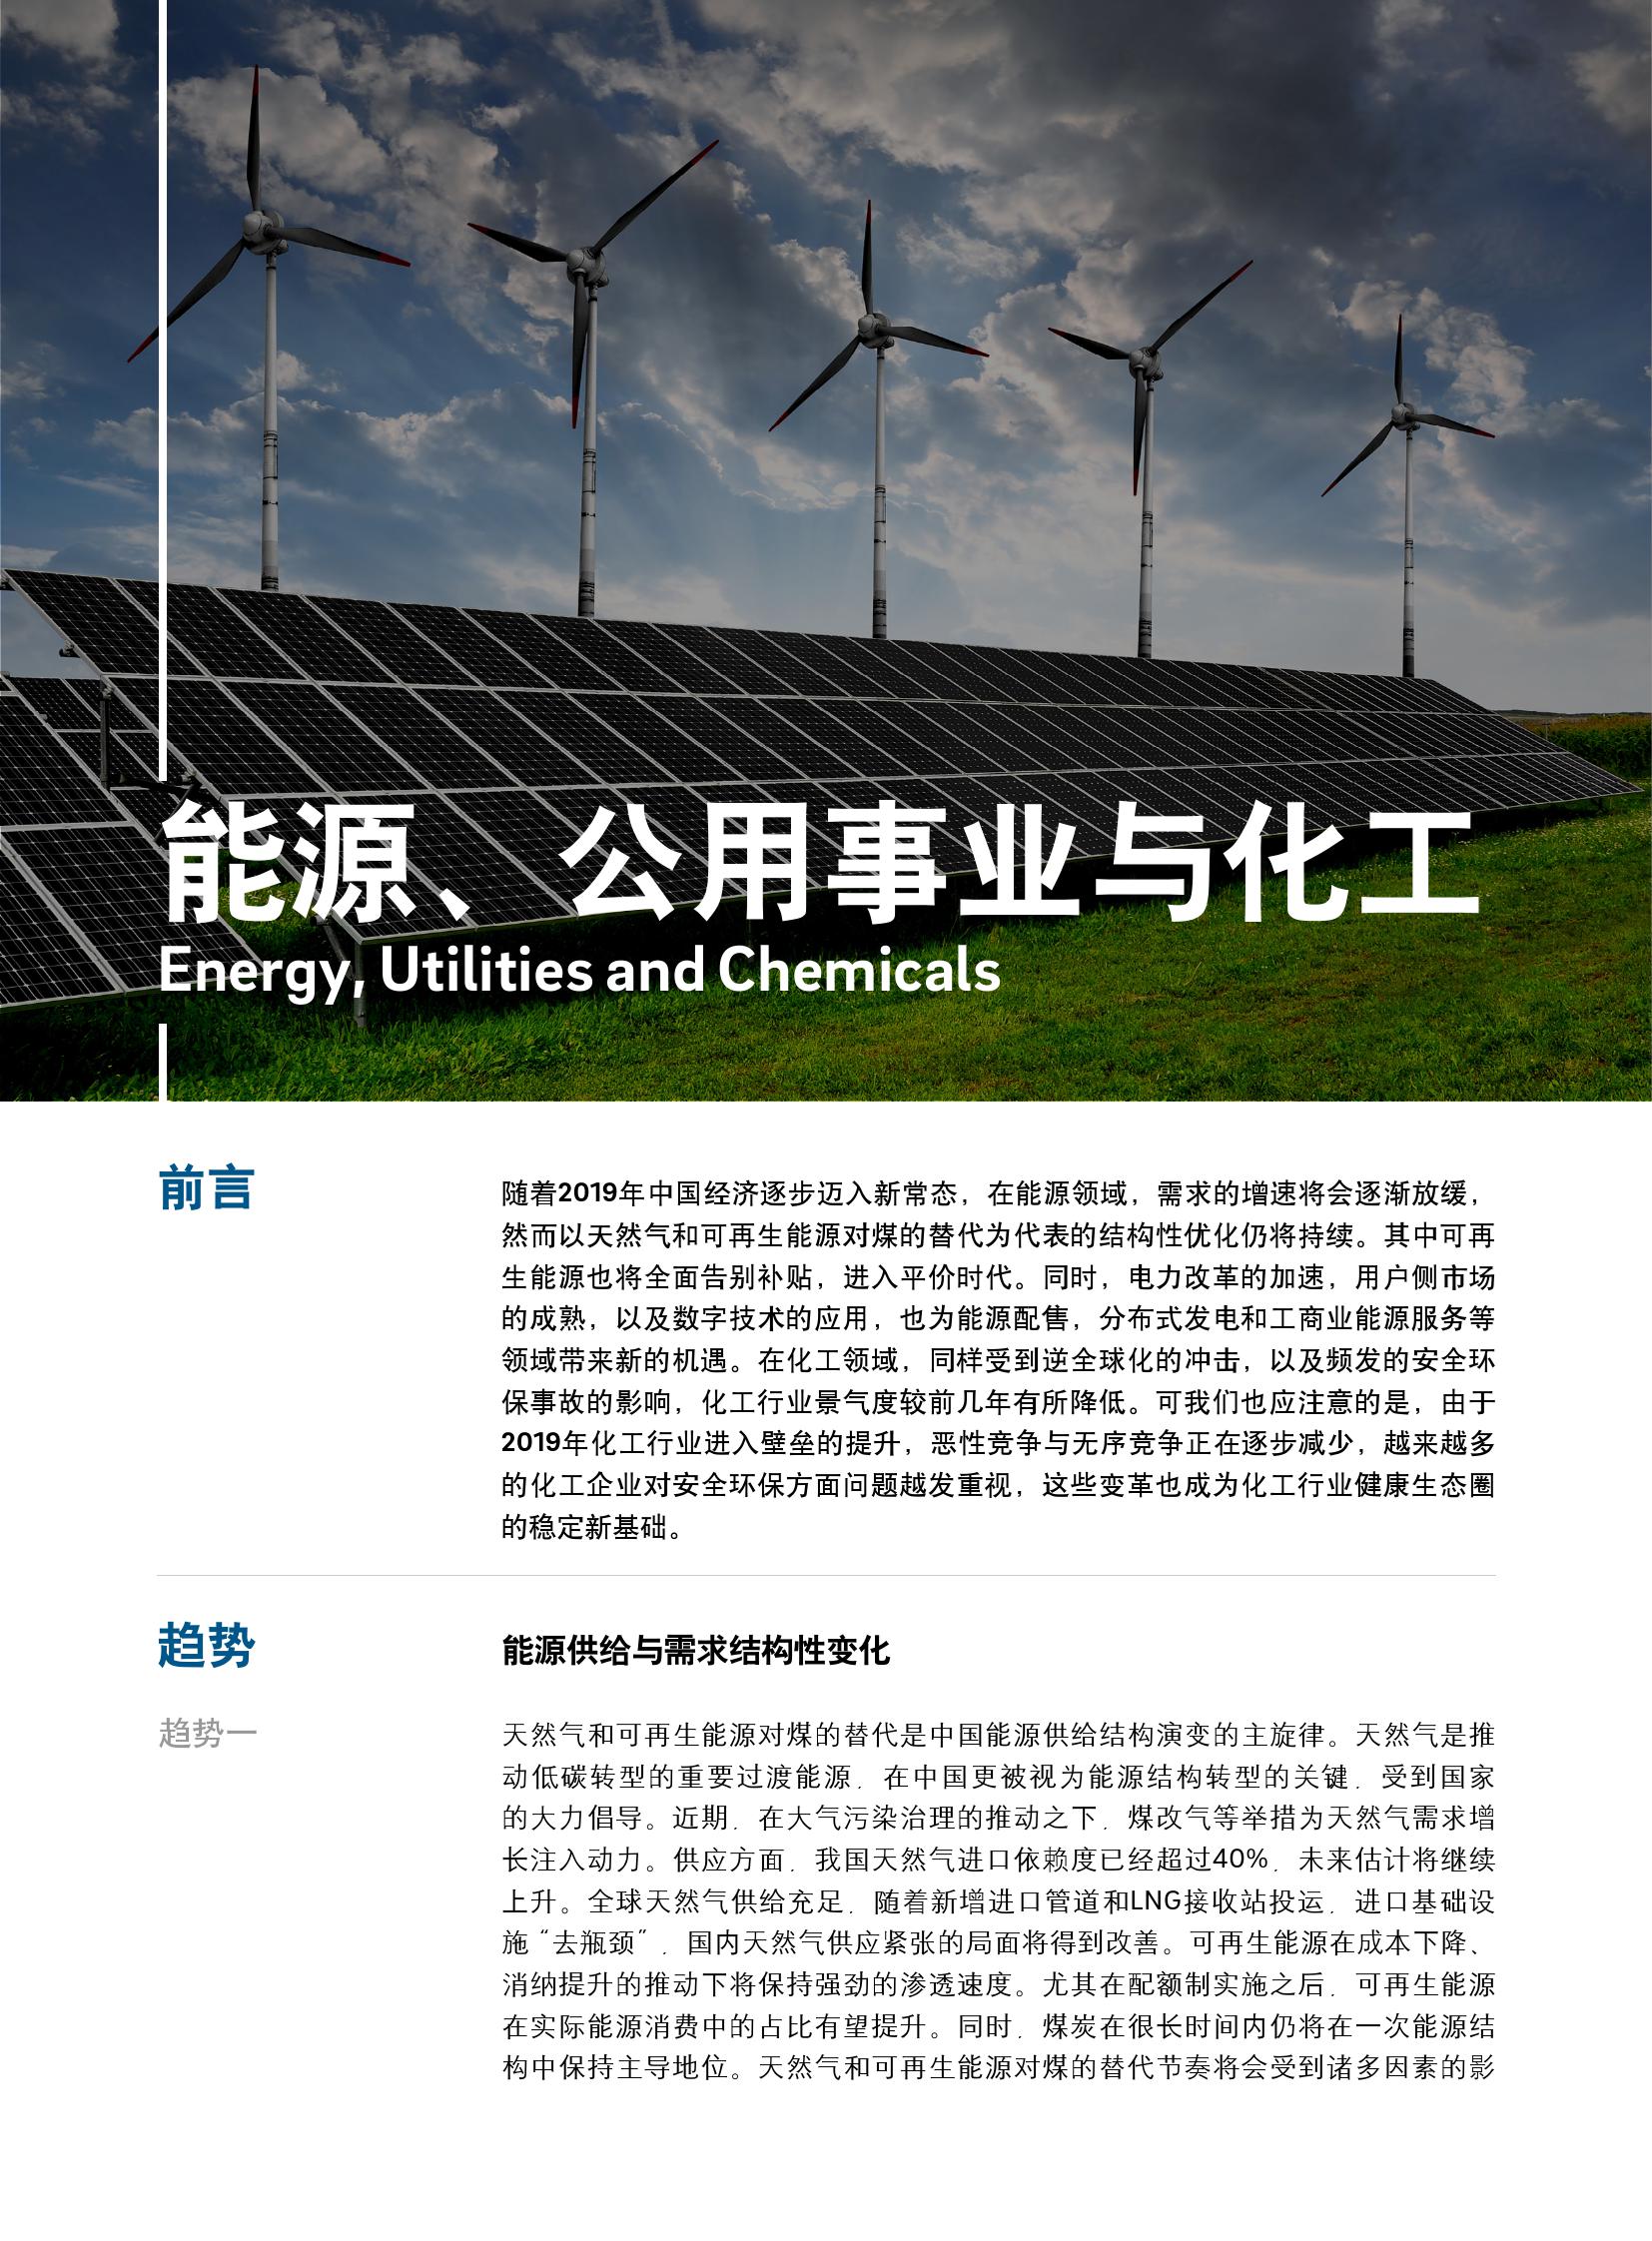 能源、公用事业与化工
Energy, Utilities and Chemicals
前言
随着2019年中国经济逐步迈入新常态，在能源领域，需求的增速将会逐渐放缓，
然而以天然气和可再生能源对煤的替代为代表的结构性优化仍将持续。其中可再
生能源也将全面告别补贴，进入平价时代。同时，电力改革的加速，用户侧市场
的成熟，以及数字技术的应用，也为能源配售，分布式发电和工商业能源服务等
领域带来新的机遇。在化工领域，同样受到逆全球化的冲击，以及频发的安全环
保事故的影响，化工行业景气度较前几年有所降低。可我们也应注意的是，由于
2019年化工行业进入壁垒的提升，恶性竞争与无序竞争正在逐步减少，越来越多
的化工企业对安全环保方面问题越发重视，这些变革也成为化工行业健康生态圈
的稳定新基础。
趋势
能源供给与需求结构性变化
趋势一
天然气和可再生能源对煤的替代是中国能源供给结构演变的主旋律。天然气是推
动低碳转型的重要过渡能源，在中国更被视为能源结构转型的关键，受到国家
的大力倡导。近期，在大气污染治理的推动之下，煤改气等举措为天然气需求增
长注入动力。供应方面，我国天然气进口依赖度已经超过40%，未来估计将继续
上升。全球天然气供给充足，随着新增进口管道和LNG接收站投运，进口基础设
施“去瓶颈”，国内天然气供应紧张的局面将得到改善。可再生能源在成本下降、
消纳提升的推动下将保持强劲的渗透速度。尤其在配额制实施之后，可再生能源
在实际能源消费中的占比有望提升。同时，煤炭在很长时间内仍将在一次能源结
构中保持主导地位。天然气和可再生能源对煤的替代节奏将会受到诸多因素的影